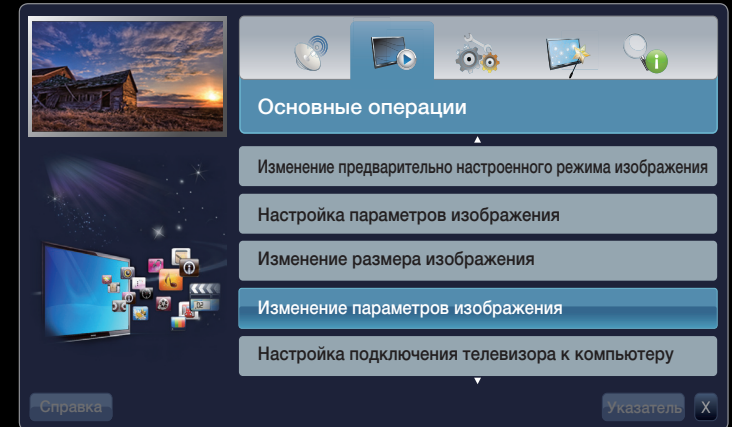 Основные операции
Изменение предварительно настроенного режима изображения
Настройка параметров изображения
Изменение размера изображения
Изменение параметров изображения
Настройка подключения телевизора к компьютеру
Справка
Указатель
X